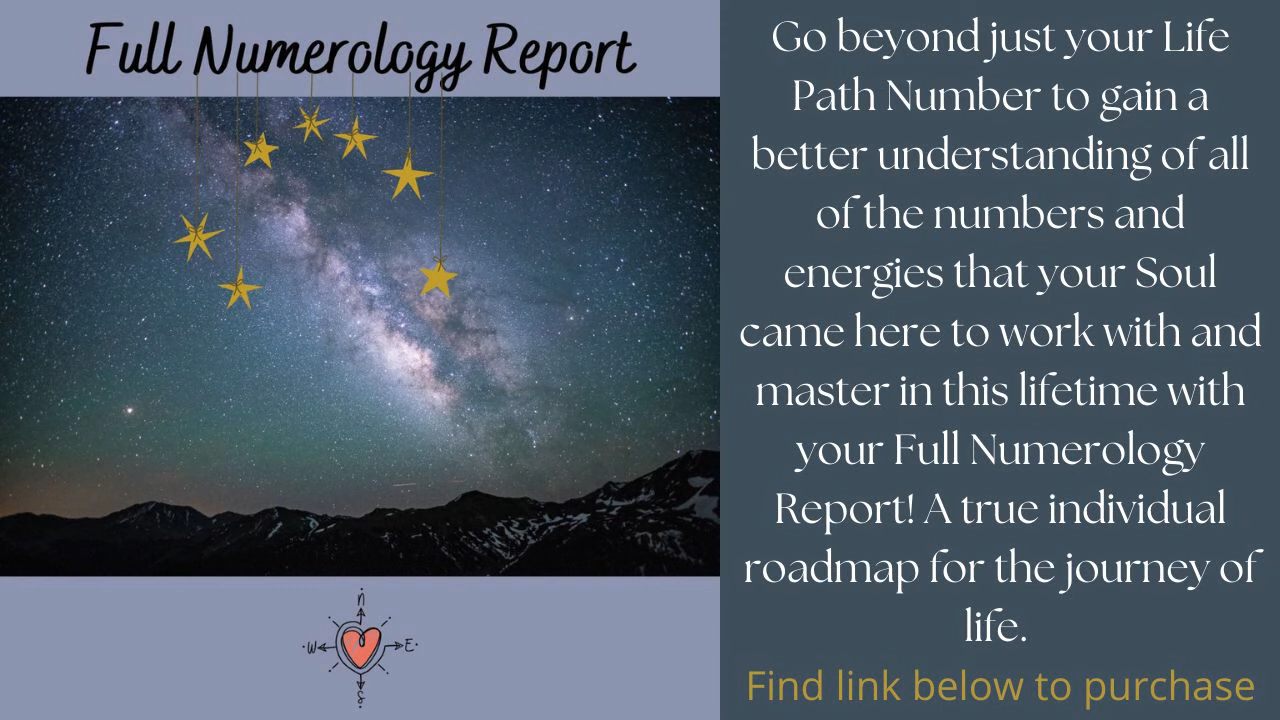 Full Numerology Report
n
W E
S
Go beyond just your Life
Path Number to gain a
better understanding of all
of the numbers and
energies that your Soul
came here to work with and
master in this lifetime with
your Full Numerology
Report! A true individual
roadmap for the journey of
life.
Find link below to purchase